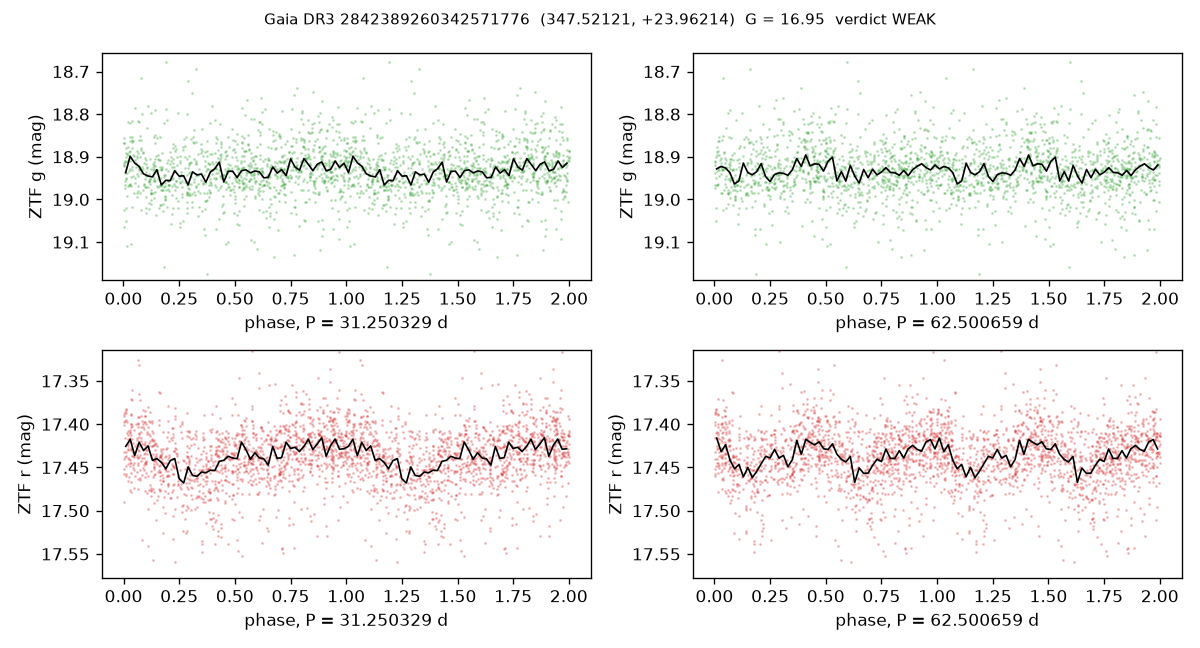 Gaia DR3 2842389260342571776 (347.52121, +23.96214) G = 16.95 verdict WEAK
ZTF g (mag)
18.7
18.8
18.9
19.0
19.1
0.00 0.25 0.50 0.75 1.00 1.25 1.50 1.75 2.00
phase, P = 31.250329 d
ZTF g (mag)
18.7
18.8
18.9
19.0
19.1
0.00 0.25 0.50 0.75 1.00 1.25 1.50 1.75 2.00
phase, P = 62.500659 d
ZTF r (mag)
17.35
17.40
17.45
17.50
17.55
0.00 0.25 0.50 0.75 1.00 1.25 1.50 1.75 2.00
phase, P = 31.250329 d
ZTF r (mag)
17.35
17.40
17.45
17.50
17.55
0.00 0.25 0.50 0.75 1.00 1.25 1.50 1.75 2.00
phase, P = 62.500659 d